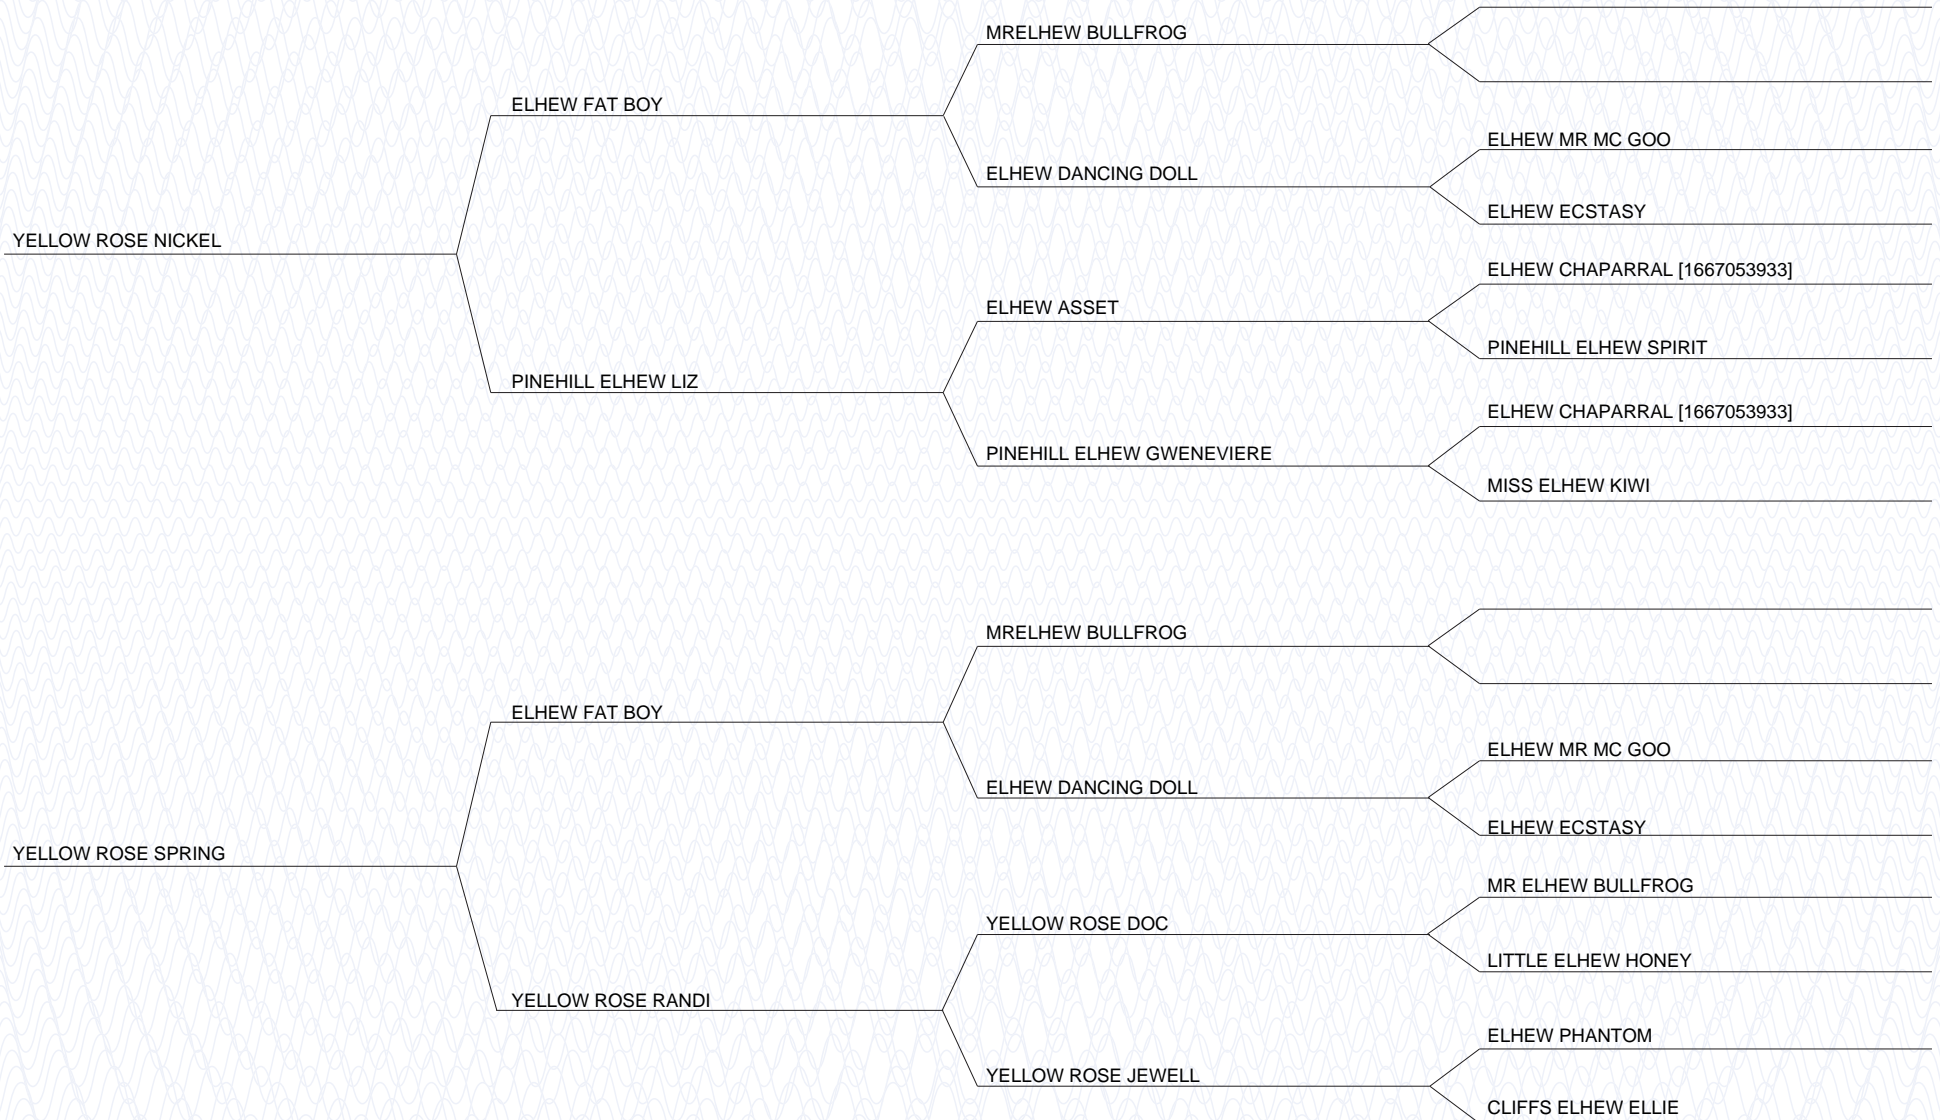 MRELHEW BULLFROG
ELHEW FAT BOY
ELHEW MR MC GOO
ELHEW DANCING DOLL
ELHEW ECSTASY
YELLOW ROSE NICKEL
ELHEW CHAPARRAL [1667053933]
ELHEW ASSET
PINEHILL ELHEW SPIRIT
PINEHILL ELHEW LIZ
ELHEW CHAPARRAL [1667053933]
PINEHILL ELHEW GWENEVIERE
MISS ELHEW KIWI
MRELHEW BULLFROG
ELHEW FAT BOY
ELHEW MR MC GOO
ELHEW DANCING DOLL
ELHEW ECSTASY
YELLOW ROSE SPRING
MR ELHEW BULLFROG
YELLOW ROSE DOC
LITTLE ELHEW HONEY
YELLOW ROSE RANDI
ELHEW PHANTOM
YELLOW ROSE JEWELL
CLIFFS ELHEW ELLIE